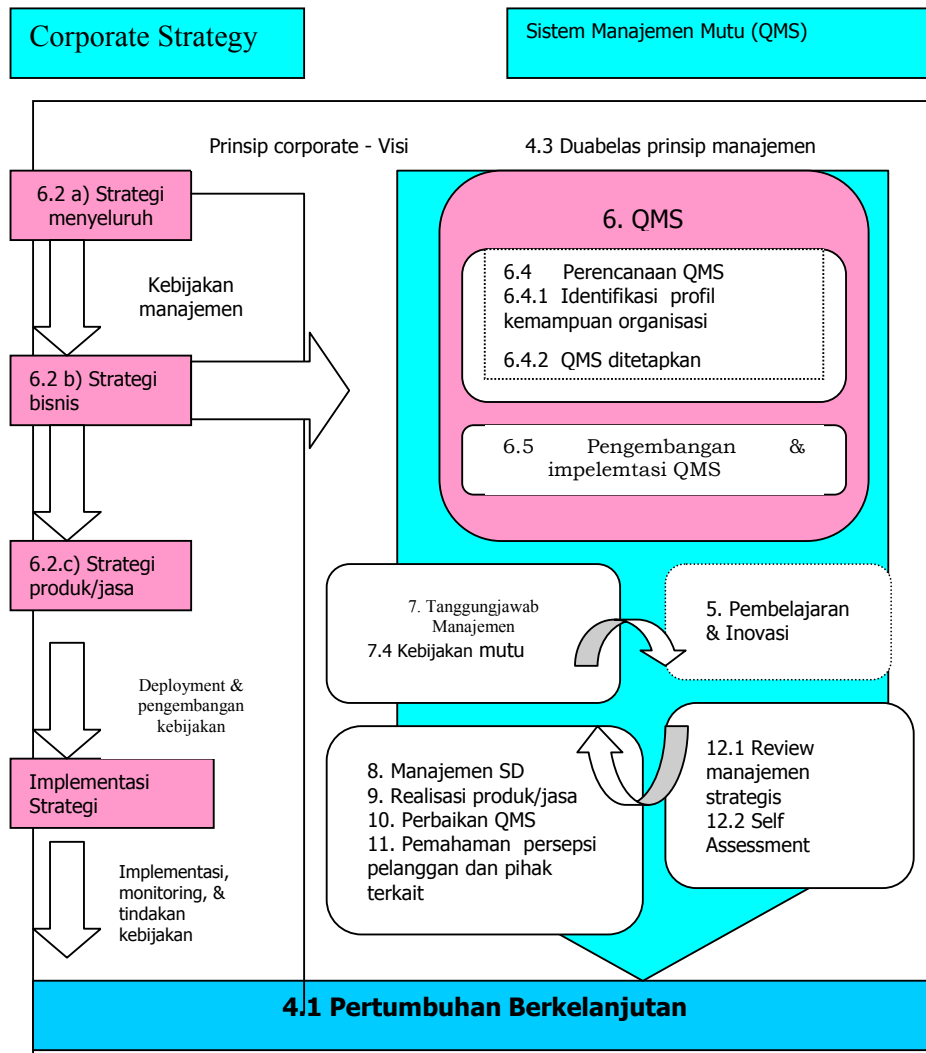 Corporate Strategy
Sistem Manajemen Mutu (QMS)
Prinsip corporate - Visi
4.3 Duabelas prinsip manajemen
6.2 a) Strategi
menyeluruh
Kebijakan
manajemen
6.2 b) Strategi
bisnis
6.2.c) Strategi
produk/jasa
Deployment &
pengembangan
kebijakan
Implementasi
Strategi
Implementasi,
monitoring, &
tindakan
kebijakan
6. QMS
6.4 Perencanaan QMS
6.4.1 Identifikasi profil
kemampuan organisasi
6.4.2 QMS ditetapkan
6.5 Pengembangan &
impelemtasi QMS
7. Tanggungjawab
Manajemen
7.4 Kebijakan mutu
5. Pembelajaran
& Inovasi
8. Manajemen SD
9. Realisasi produk/jasa
10. Perbaikan QMS
11. Pemahaman persepsi
pelanggan dan pihak
terkait
12.1 Review
manajemen
strategis
12.2 Self
Assessment
4.1 Pertumbuhan Berkelanjutan